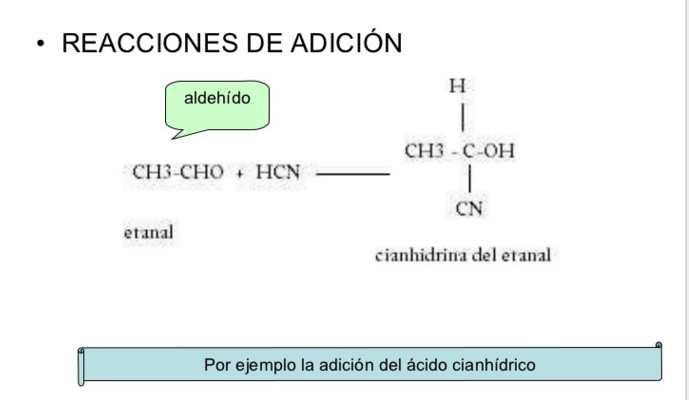 • REACCIONES DE ADICIÓN
aldehído
H
CH3 - C-OH
CH3-CHO + HCN
CN
etanal
cianhidrina del etanal
Por ejemplo la adición del ácido cianhídrico